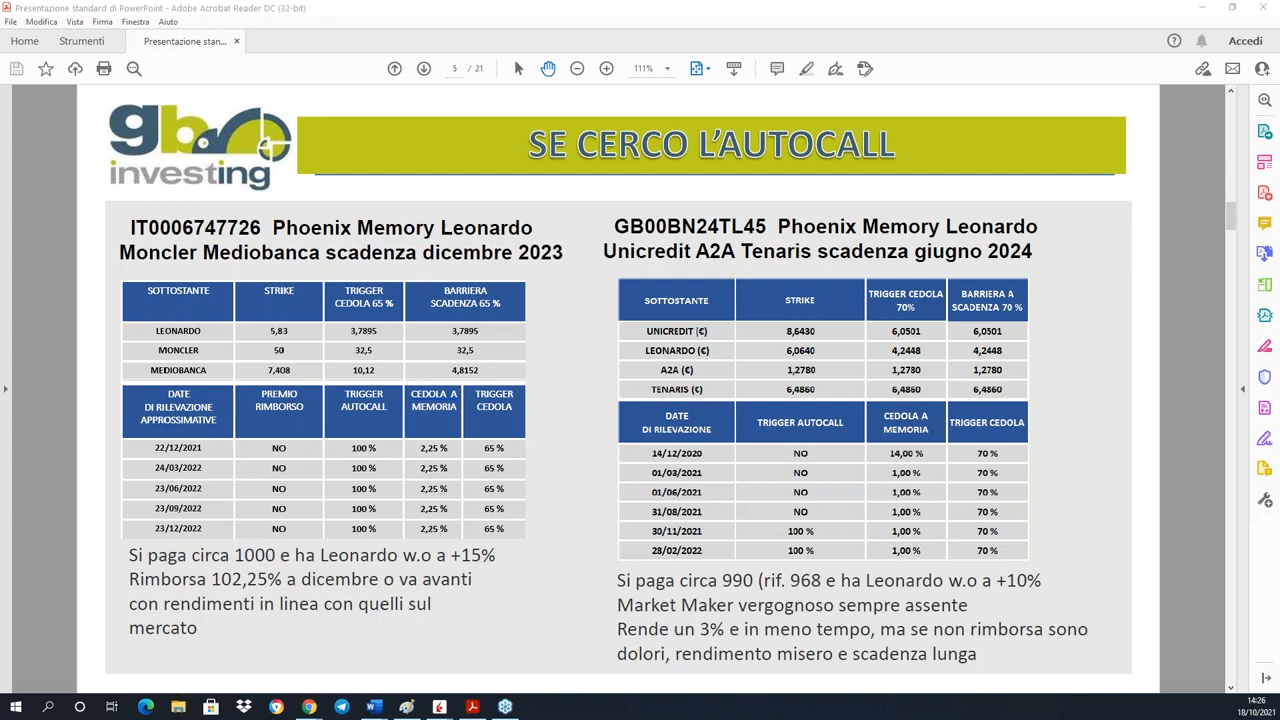 Presentazione standard di PowerPoint - Adobe Acrobat Reader DC (32-bit)
File Modifica Vista Firma Finestra Aiuto
Home Strumenti Presentazione stan... × Accedi
5 / 21 111%
gb investing
SE CERCO L'AUTOCALL
IT0006747726 Phoenix Memory Leonardo
Moncler Mediobanca scadenza dicembre 2023
SOTTOSTANTE STRIKE TRIGGER CEDOLA 65 % BARRIERA SCADENZA 65 %
LEONARDO 5,83 3,7895 3,7895
MONCLER 50 32,5 32,5
MEDIOBANCA 7,408 10,12 4,8152
DATE DI RILEVAZIONE APPROSSIMATIVE PREMIO RIMBORSO TRIGGER AUTOCALL CEDOLA A MEMORIA TRIGGER CEDOLA
22/12/2021 NO 100 % 2,25 % 65 %
24/03/2022 NO 100 % 2,25 % 65 %
23/06/2022 NO 100 % 2,25 % 65 %
23/09/2022 NO 100 % 2,25 % 65 %
23/12/2022 NO 100 % 2,25 % 65 %
Si paga circa 1000 e ha Leonardo w.o a +15%
Rimborsa 102,25% a dicembre o va avanti
con rendimenti in linea con quelli sul
mercato
GB00BN24TL45 Phoenix Memory Leonardo
Unicredit A2A Tenaris scadenza giugno 2024
SOTTOSTANTE STRIKE TRIGGER CEDOLA 70% BARRIERA A SCADENZA 70 %
UNICREDIT (€) 8,6430 6,0501 6,0501
LEONARDO (€) 6,0640 4,2448 4,2448
A2A (€) 1,2780 1,2780 1,2780
TENARIS (€) 6,4860 6,4860 6,4860
DATE DI RILEVAZIONE TRIGGER AUTOCALL CEDOLA A MEMORIA TRIGGER CEDOLA
14/12/2020 NO 14,00 % 70 %
01/03/2021 NO 1,00 % 70 %
01/06/2021 NO 1,00 % 70 %
31/08/2021 NO 1,00 % 70 %
30/11/2021 100 % 1,00 % 70 %
28/02/2022 100 % 1,00 % 70 %
Si paga circa 990 (rif. 968 e ha Leonardo w.o a +10%
Market Maker vergognoso sempre assente
Rende un 3% e in meno tempo, ma se non rimborsa sono
dolori, rendimento misero e scadenza lunga
14:26
18/10/2021